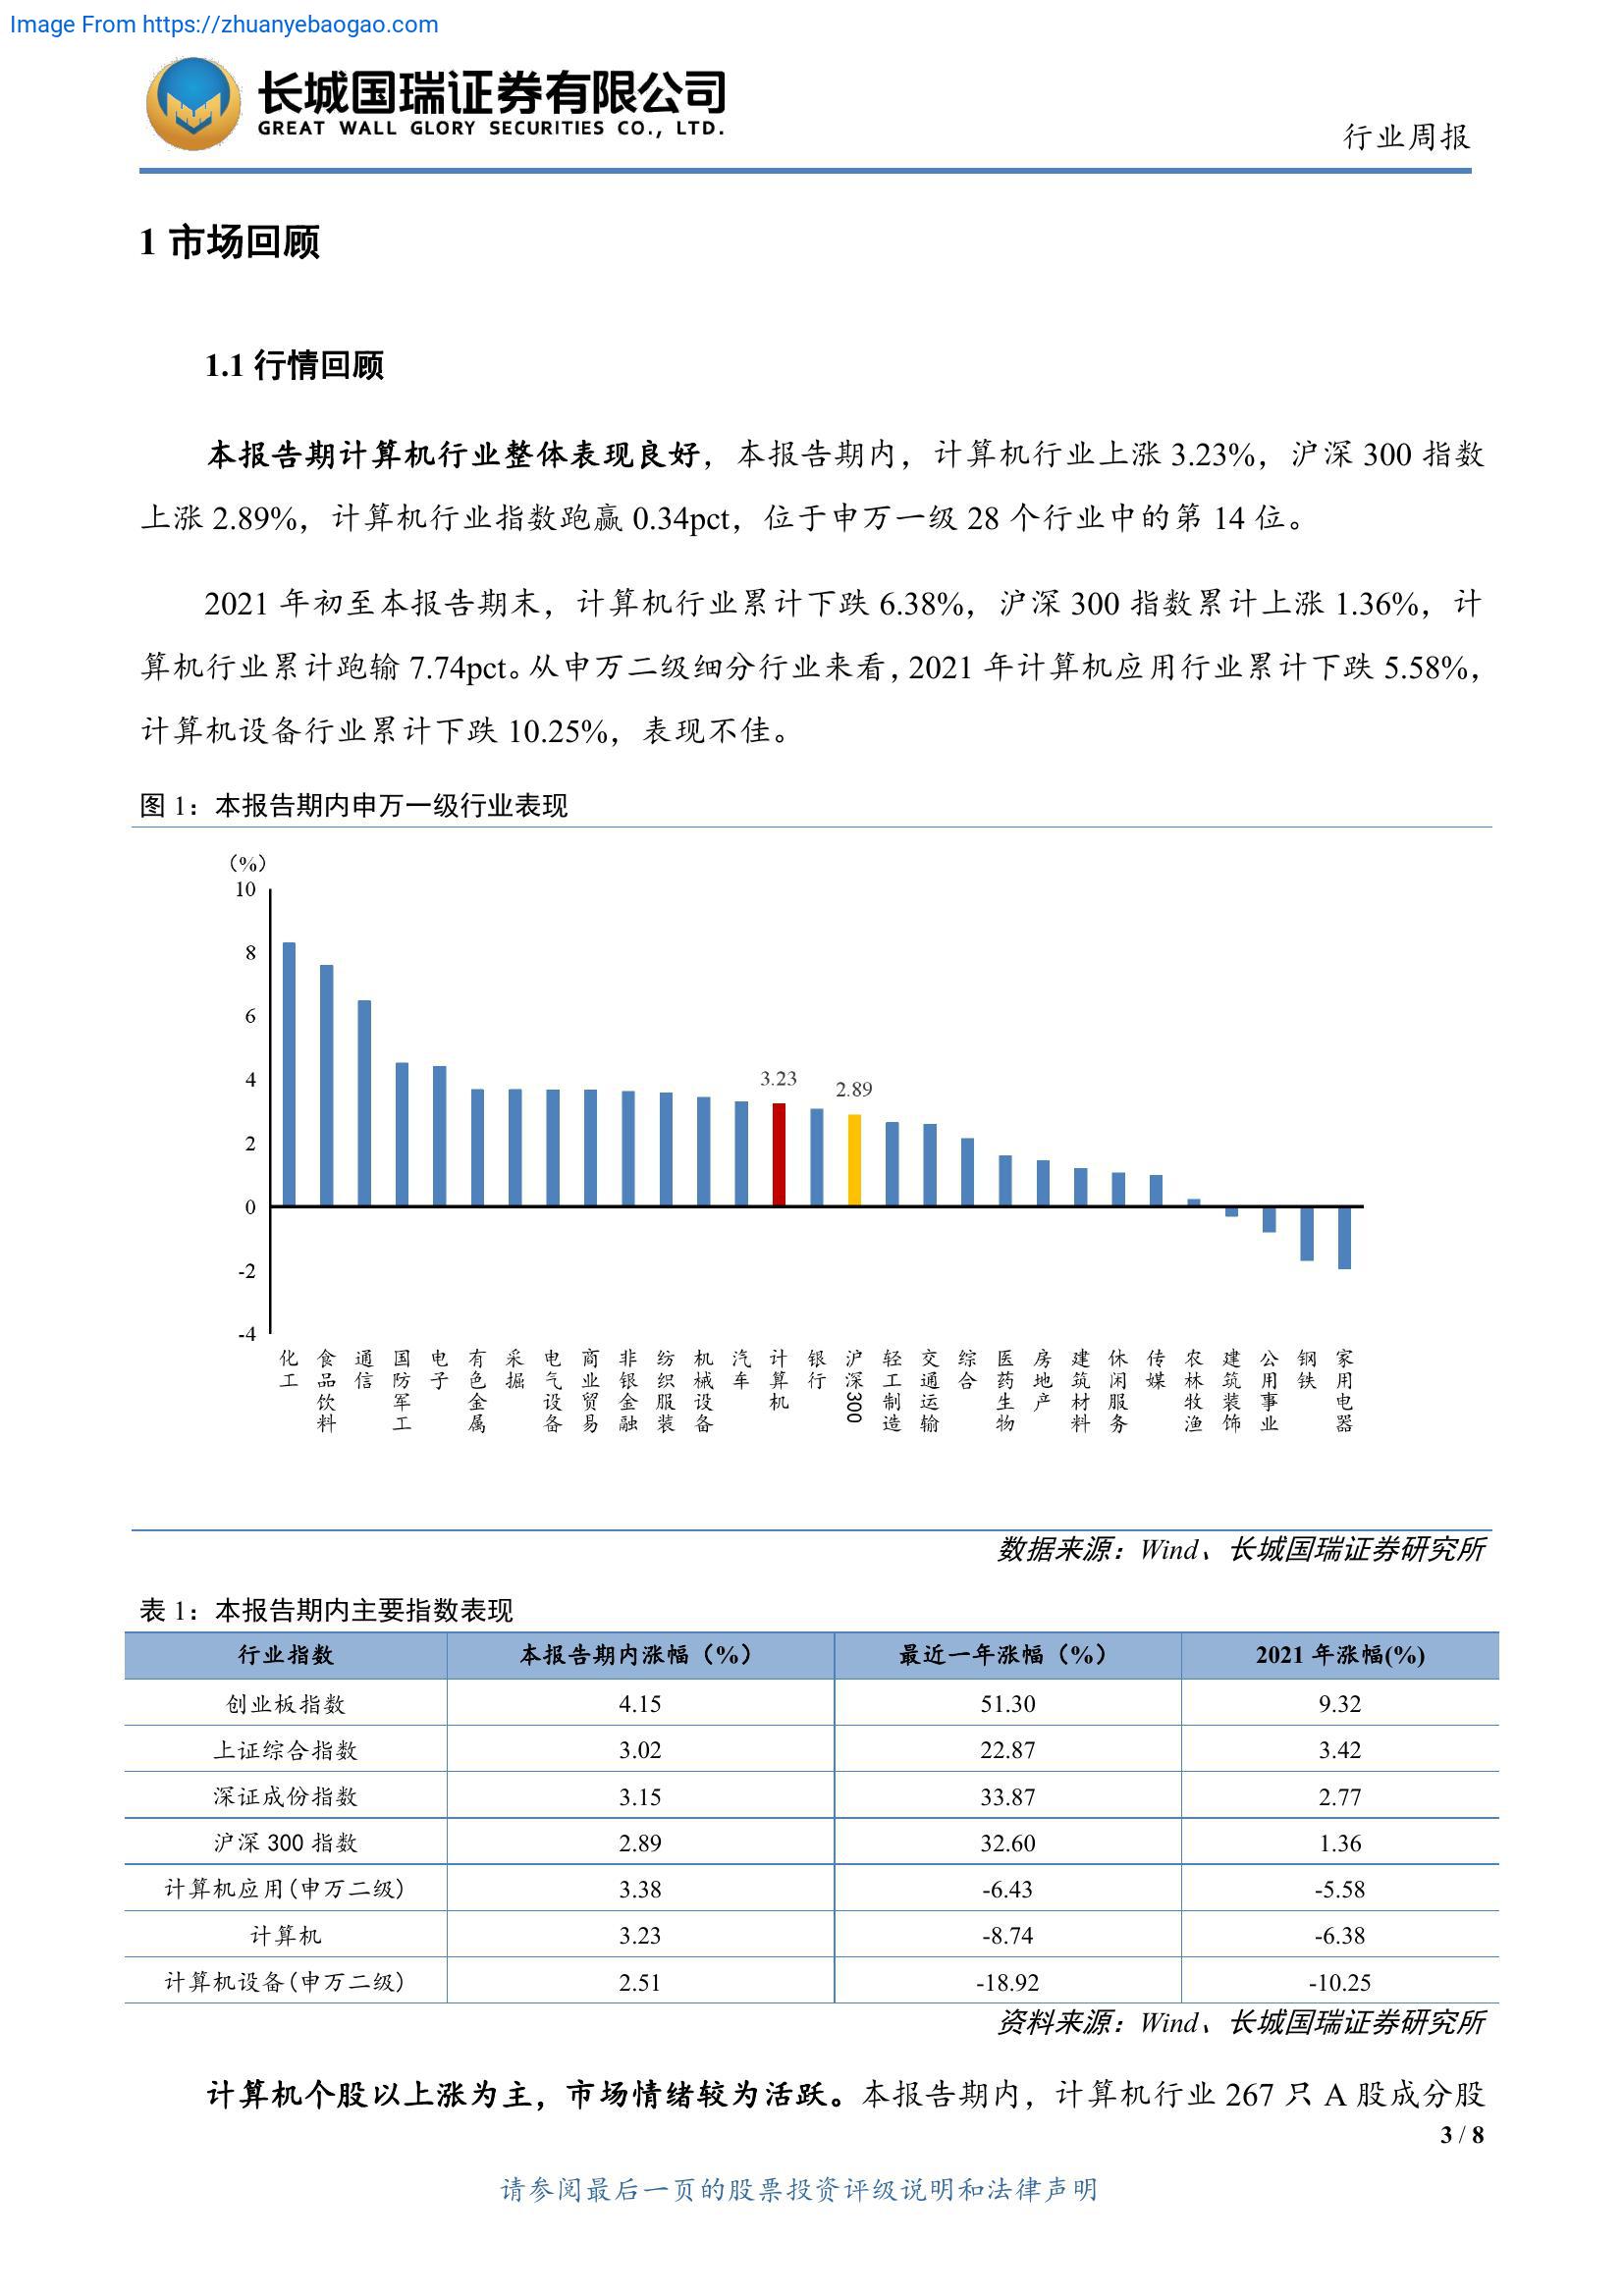 Image From https://zhuanyebaogao.com
长城国瑞证券有限公司
GREAT WALL GLORY SECURITIES CO., LTD.
行业周报
1 市场回顾
1.1 行情回顾
本报告期计算机行业整体表现良好，本报告期内，计算机行业上涨 3.23%，沪深 300 指数
上涨 2.89%，计算机行业指数跑赢 0.34pct，位于申万一级 28 个行业中的第 14 位。
2021 年初至本报告期末，计算机行业累计下跌 6.38%，沪深 300 指数累计上涨 1.36%，计
算机行业累计跑输 7.74pct。从申万二级细分行业来看，2021 年计算机应用行业累计下跌 5.58%，
计算机设备行业累计下跌 10.25%，表现不佳。
图 1：本报告期内申万一级行业表现
（%）
10
8
6
4
2
0
-2
-4
3.23
2.89
化工
食品饮料
通信
国防军工
电子
有色金属
采掘
电气设备
商业贸易
非银金融
纺织服装
机械设备
汽车
计算机
银行
沪深300
轻工制造
交通运输
综合
医药生物
房地产
建筑材料
休闲服务
传媒
农林牧渔
建筑装饰
公用事业
钢铁
家用电器
数据来源：Wind、长城国瑞证券研究所
表 1：本报告期内主要指数表现
行业指数 本报告期内涨幅（%） 最近一年涨幅（%） 2021 年涨幅(%)
创业板指数 4.15 51.30 9.32
上证综合指数 3.02 22.87 3.42
深证成份指数 3.15 33.87 2.77
沪深 300 指数 2.89 32.60 1.36
计算机应用(申万二级) 3.38 -6.43 -5.58
计算机 3.23 -8.74 -6.38
计算机设备(申万二级) 2.51 -18.92 -10.25
资料来源：Wind、长城国瑞证券研究所
计算机个股以上涨为主，市场情绪较为活跃。本报告期内，计算机行业 267 只 A 股成分股
3 / 8
请参阅最后一页的股票投资评级说明和法律声明